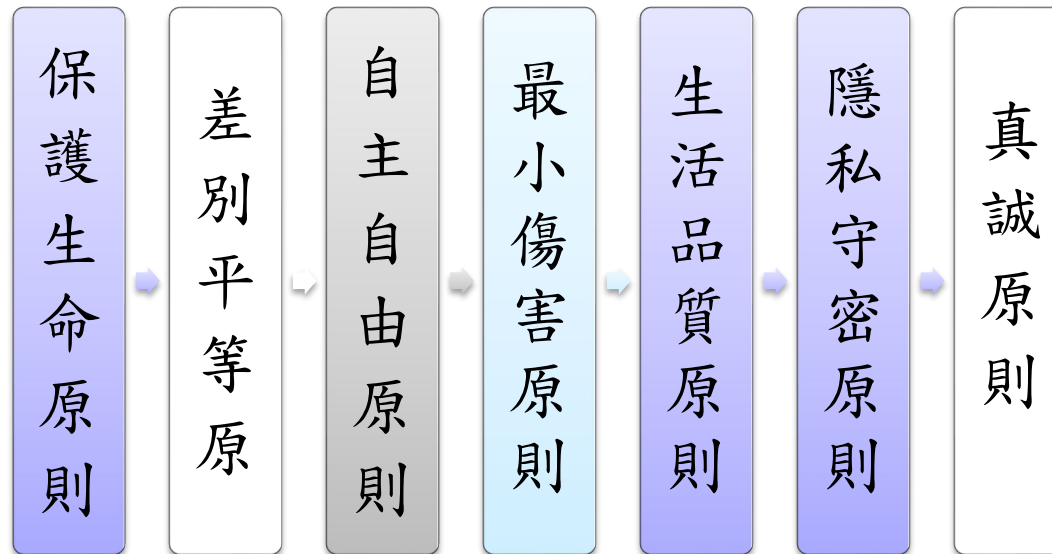 保護生命原則
差別平等原
自主自由原則
最小傷害原則
生活品質原則
隱私守密原則
真誠原則